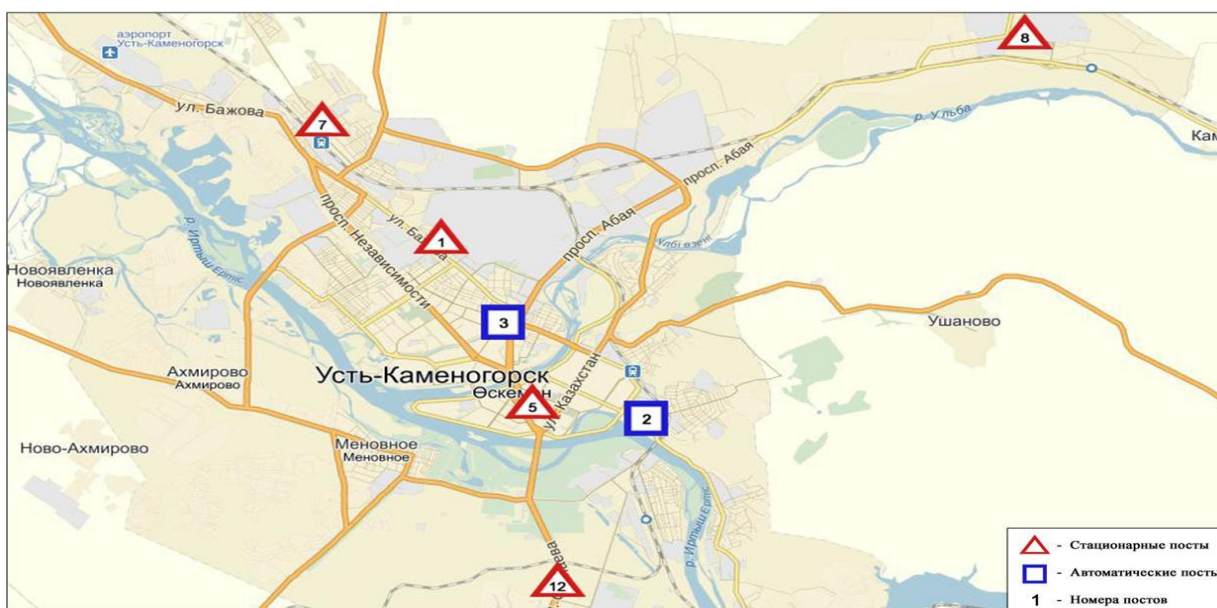 аэропорт
Усть-Каменогорск
8
ул. Бажова
7
р. Ульба
Кам
просп. Абая
просп. Независимости
ул. Ба
1
просп. Абая
р. Иртыш Ертіс
Новоявленка
Новоявленка
3
Ушаново
Ахмирово
Ахмирово
Усть-Каменогорск
Өскемен
5
ул. Казахстан
2
Ново-Ахмирово
Меновное
Меновное
р. Иртыш Ертіс
12
- Стационарные посты
- Автоматические посты
1 - Номера постов